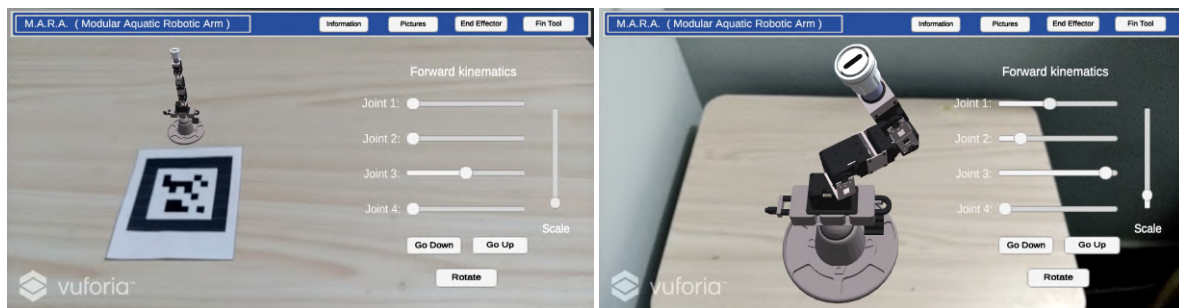 M.A.R.A. ( Modular Aquatic Robotic Arm )
Information
Pictures
End Effector
Fin Tool
Forward kinematics
Joint 1:
Joint 2:
Joint 3:
Joint 4:
Scale
Go Down
Go Up
Rotate
vuforia™
M.A.R.A. ( Modular Aquatic Robotic Arm )
Information
Pictures
End Effector
Fin Tool
Forward kinematics
Joint 1:
Joint 2:
Joint 3:
Joint 4:
Scale
Go Down
Go Up
Rotate
vuforia™